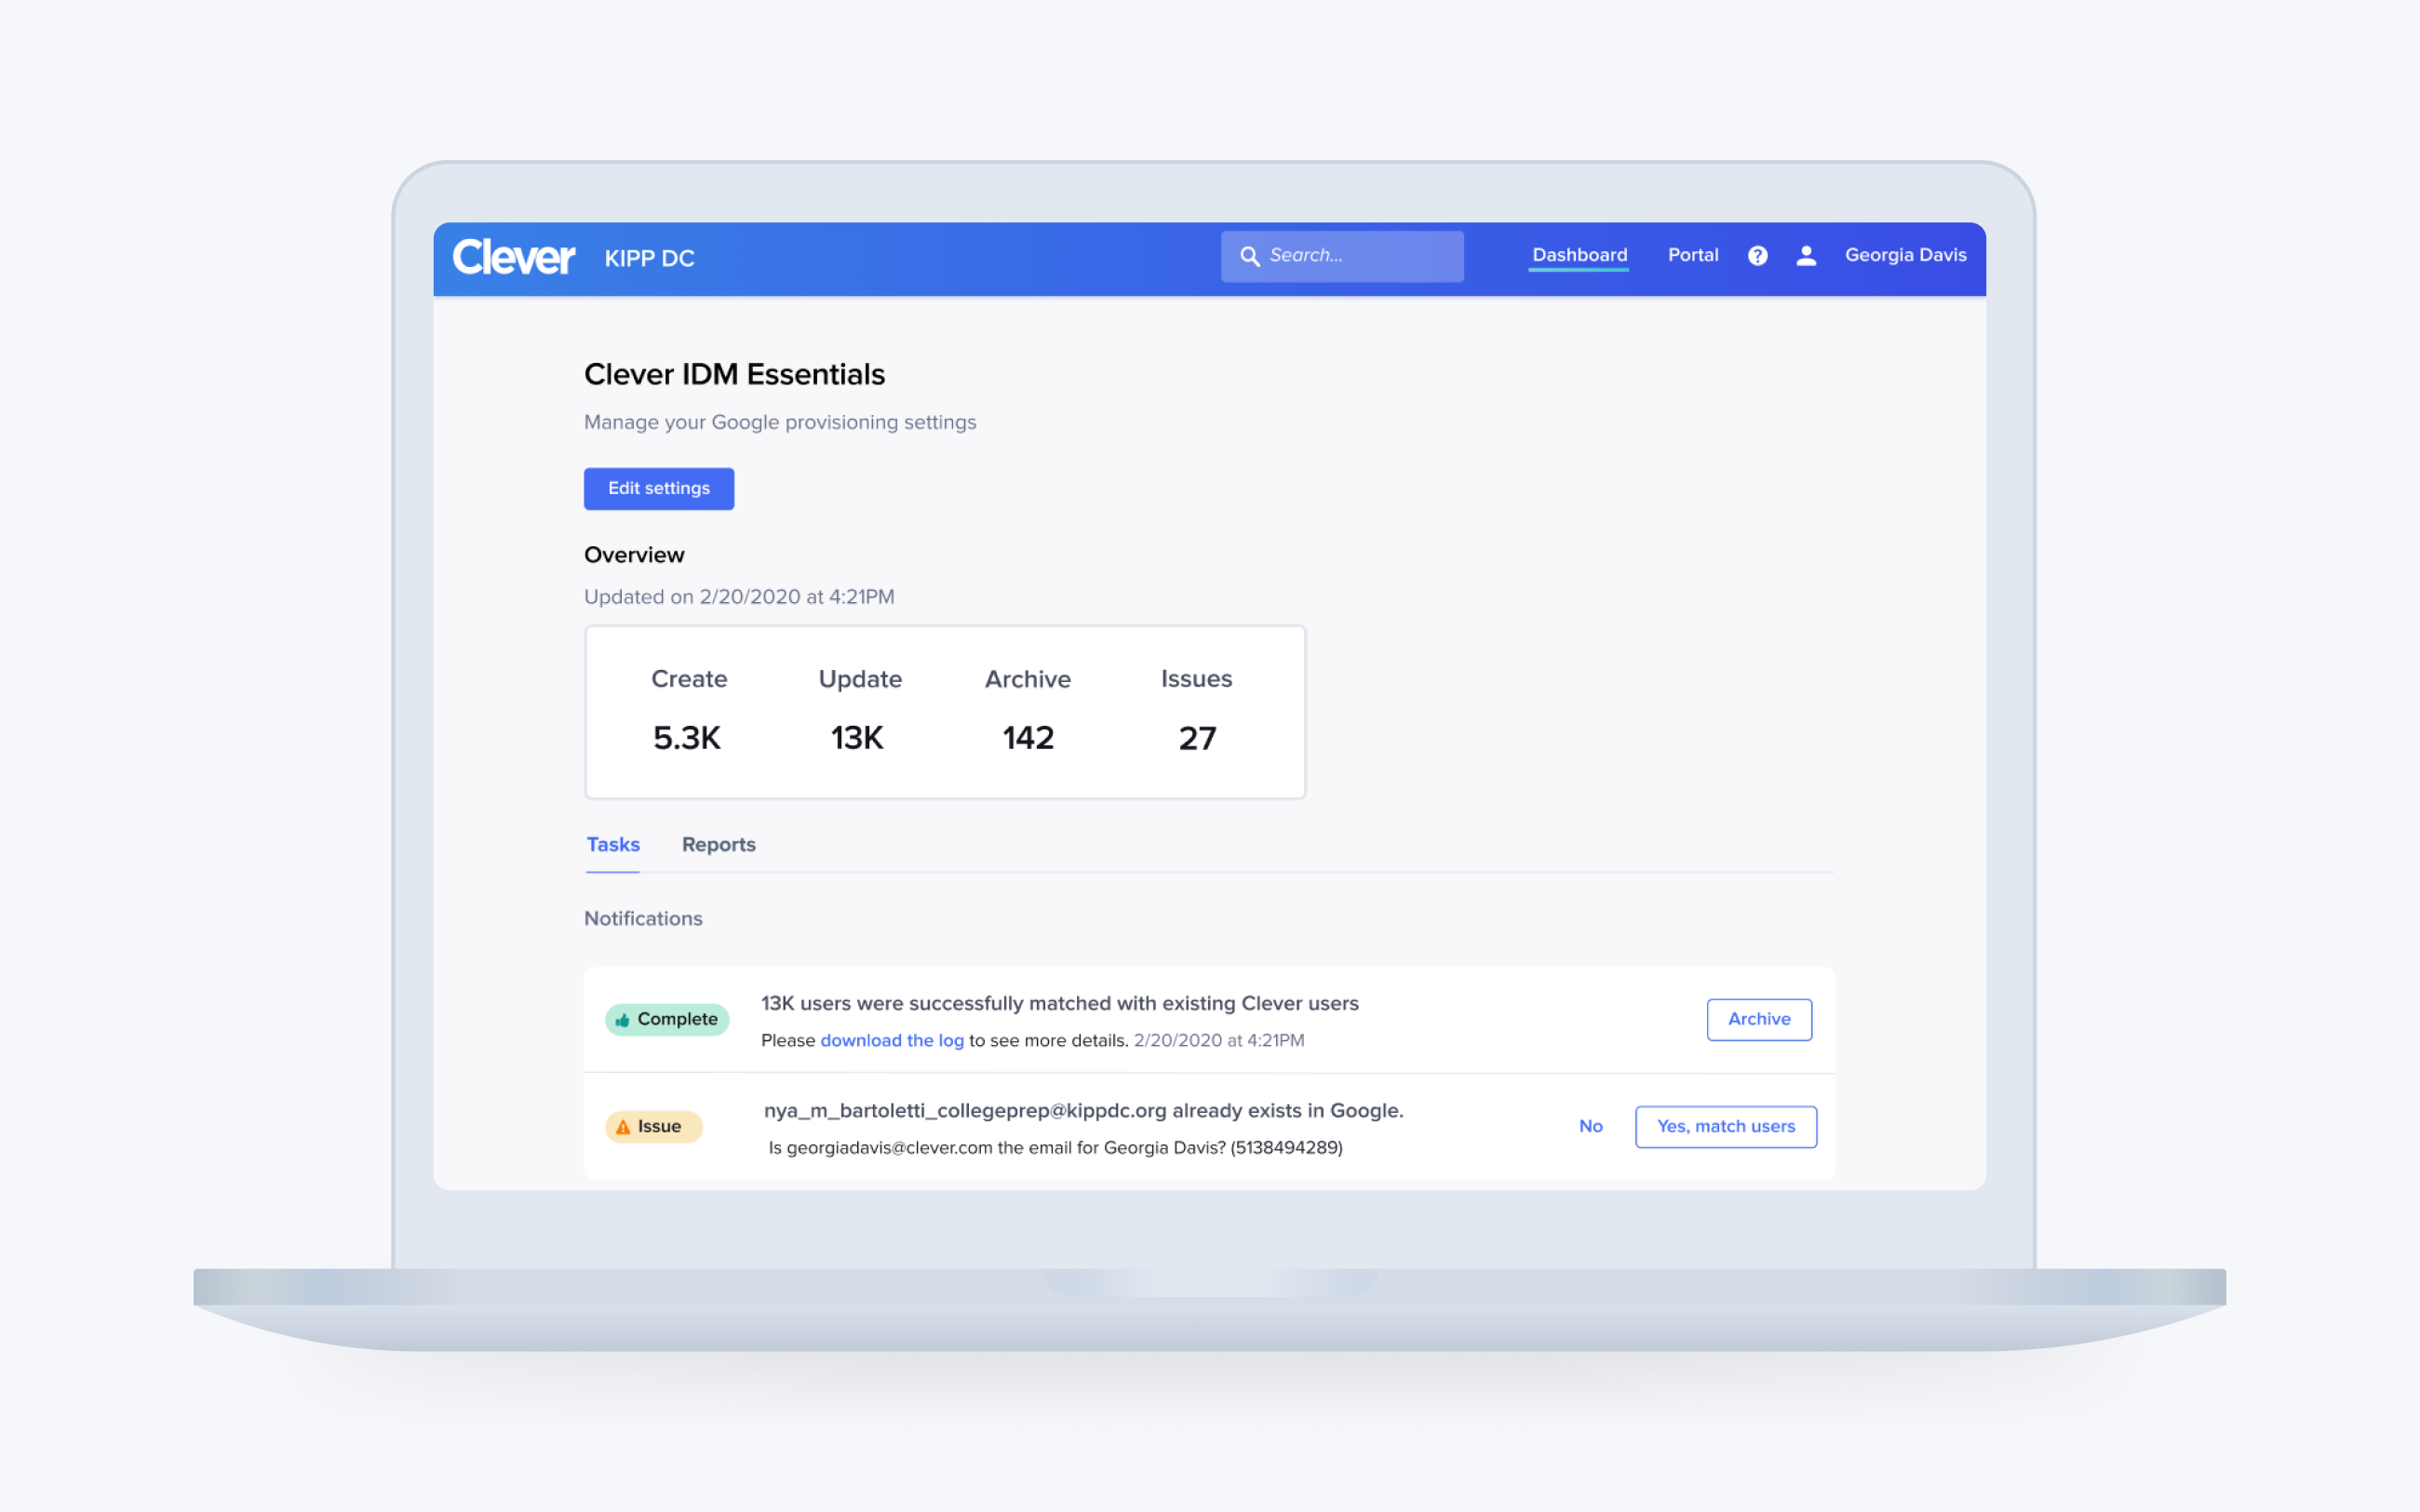 Clever KIPP DC Search... Dashboard Portal ? Georgia Davis
Clever IDM Essentials
Manage your Google provisioning settings
Edit settings
Overview
Updated on 2/20/2020 at 4:21PM
Create Update Archive Issues
5.3K 13K 142 27
Tasks Reports
Notifications
Complete
13K users were successfully matched with existing Clever users
Please download the log to see more details. 2/20/2020 at 4:21PM
Archive
Issue
nya_m_bartoletti_collegeprep@kippdc.org already exists in Google.
Is georgiadavis@clever.com the email for Georgia Davis? (5138494289)
No Yes, match users